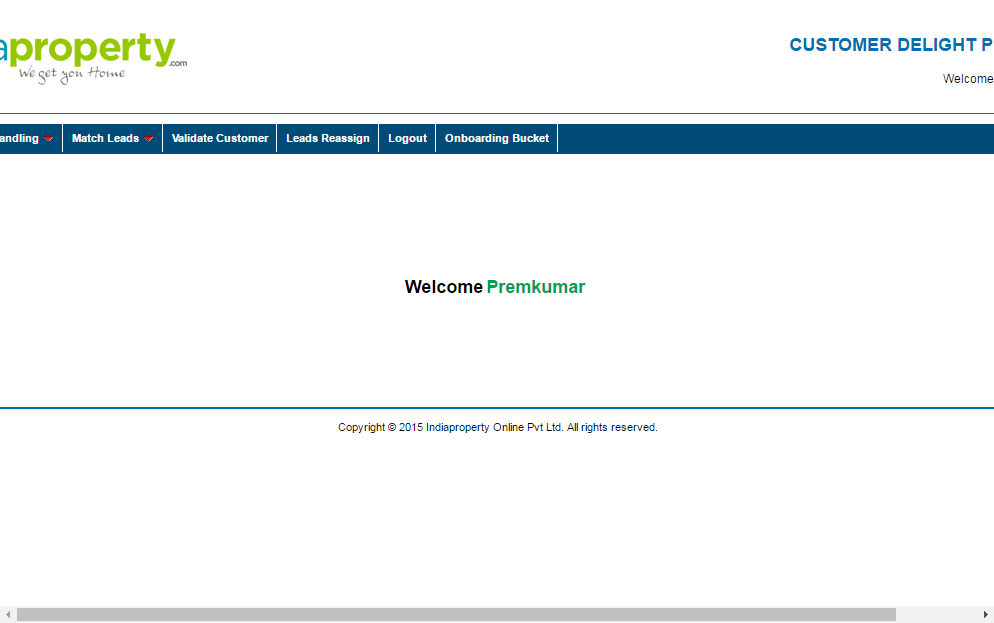 aproperty.com
We get you Home
CUSTOMER DELIGHT P
Welcome
andling Match Leads Validate Customer Leads Reassign Logout Onboarding Bucket
Welcome Premkumar
Copyright © 2015 Indiaproperty Online Pvt Ltd. All rights reserved.